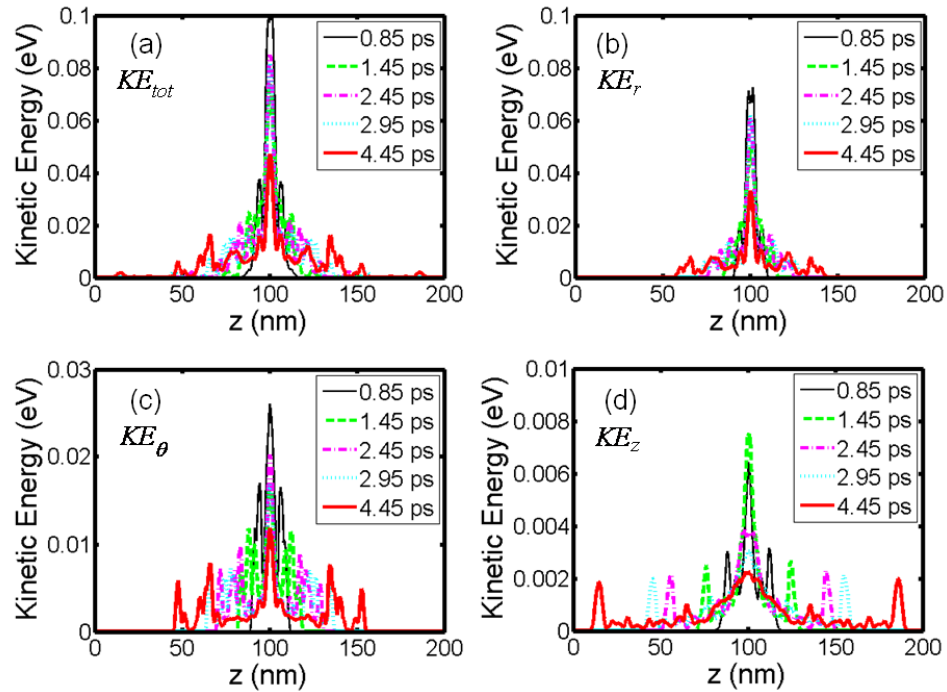 (a)
KE_tot
Kinetic Energy (eV)
0.1
0.08
0.06
0.04
0.02
0
0 50 100 150 200
z (nm)
0.85 ps
1.45 ps
2.45 ps
2.95 ps
4.45 ps
(b)
KE_r
Kinetic Energy (eV)
0.1
0.08
0.06
0.04
0.02
0
0 50 100 150 200
z (nm)
0.85 ps
1.45 ps
2.45 ps
2.95 ps
4.45 ps
(c)
KE_θ
Kinetic Energy (eV)
0.03
0.02
0.01
0
0 50 100 150 200
z (nm)
0.85 ps
1.45 ps
2.45 ps
2.95 ps
4.45 ps
(d)
KE_z
Kinetic Energy (eV)
0.01
0.008
0.006
0.004
0.002
0
0 50 100 150 200
z (nm)
0.85 ps
1.45 ps
2.45 ps
2.95 ps
4.45 ps